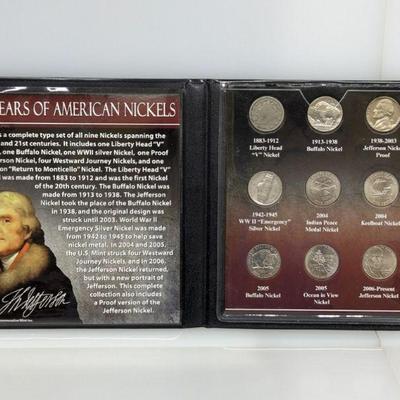 EARS OF AMERICAN NICKELS
s a complete type set of all nine Nickels spanning the
and 21st centuries. It includes one Liberty Head "V"
, one Buffalo Nickel, one WWII silver Nickel, one Proof
rson Nickel, four Westward Journey Nickels, and one
on "Return to Monticello" Nickel. The Liberty Head "V"
was made from 1883 to 1912 and was the first Nickel
of the 20th century. The Buffalo Nickel was
made from 1913 to 1938. The Jefferson
Nickel took the place of the Buffalo Nickel
in 1938, and the original design was
struck until 2003. World War II
Emergency Silver Nickel was made
from 1942 to 1945 to help save
nickel metal. In 2004 and 2005,
the U.S. Mint struck four Westward
Journey Nickels, and in 2006,
the Jefferson Nickel returned,
but with a new portrait of
Jefferson. This complete
collection also includes
a Proof version of the
Jefferson Nickel.
1883-1912
Liberty Head
"V" Nickel
1913-1938
Buffalo Nickel
1938-2003
Jefferson Nickel
Proof
1942-1945
WW II "Emergency"
Silver Nickel
2004
Indian Peace
Medal Nickel
2004
Keelboat Nickel
2005
Buffalo Nickel
2005
Ocean in View
Nickel
2006-Present
Jefferson Nickel